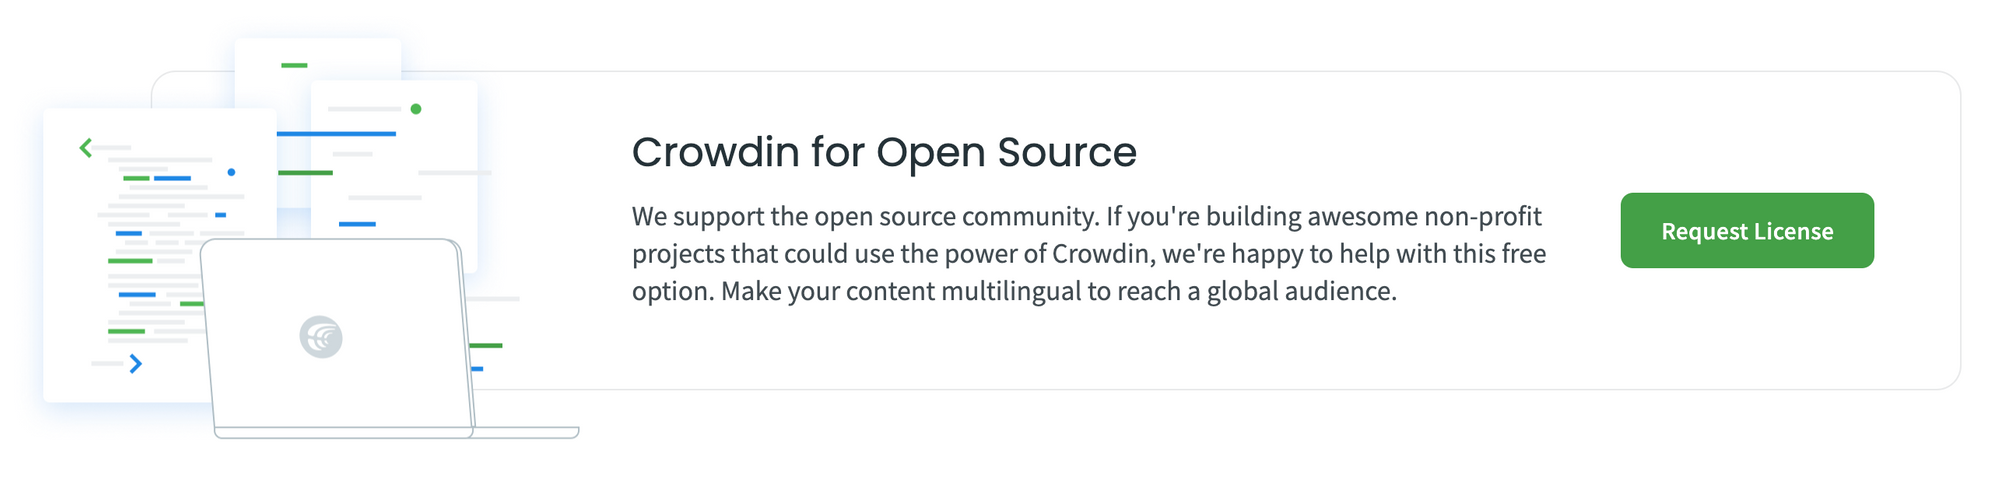 Crowdin for Open Source
We support the open source community. If you're building awesome non-profit
projects that could use the power of Crowdin, we're happy to help with this free
option. Make your content multilingual to reach a global audience.
Request License